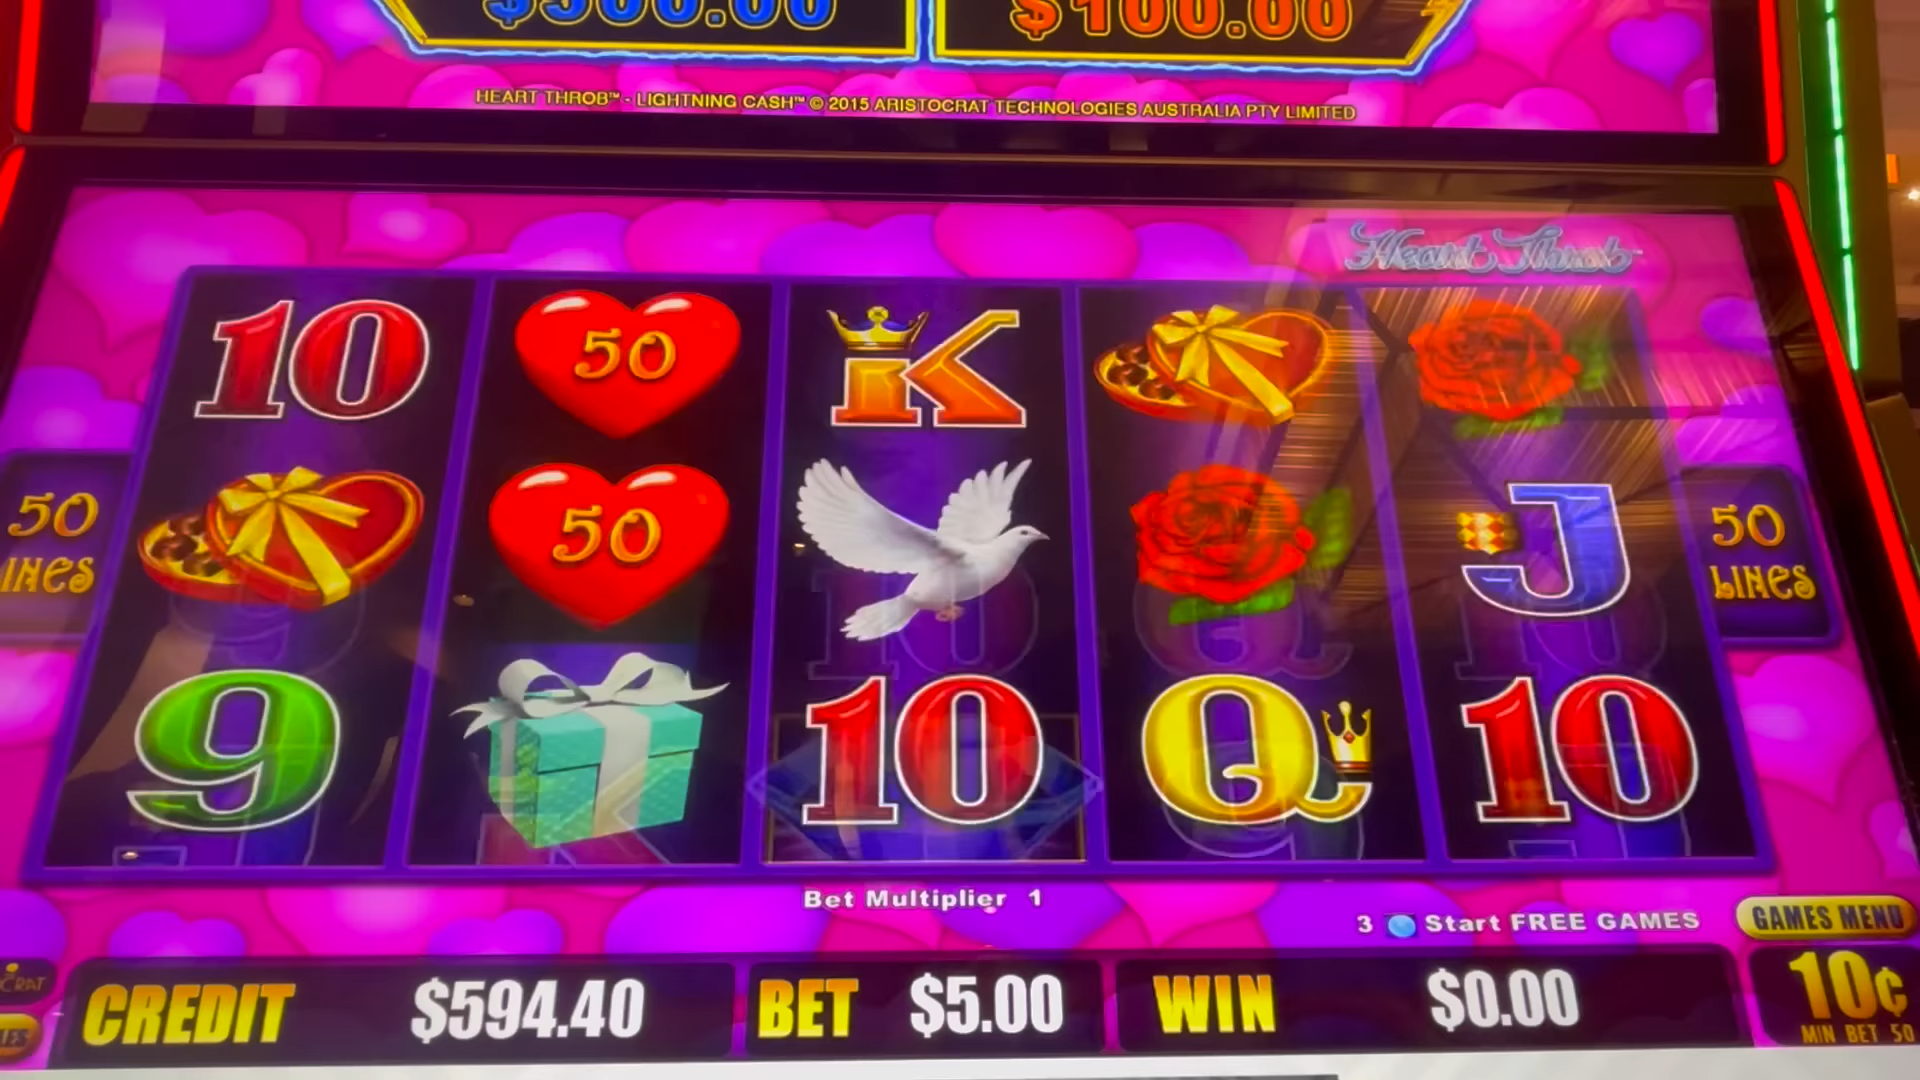 $500.00 $100.00
HEART THROB™ - LIGHTNING CASH™ © 2015 ARISTOCRAT TECHNOLOGIES AUSTRALIA PTY LIMITED
Heart Throb
10 50 K
50 J
50 LINES
50 LINES
9 10 Q 10
Bet Multiplier 1
3 Start FREE GAMES
GAMES MENU
CREDIT $594.40 BET $5.00 WIN $0.00
10¢
MIN BET 50